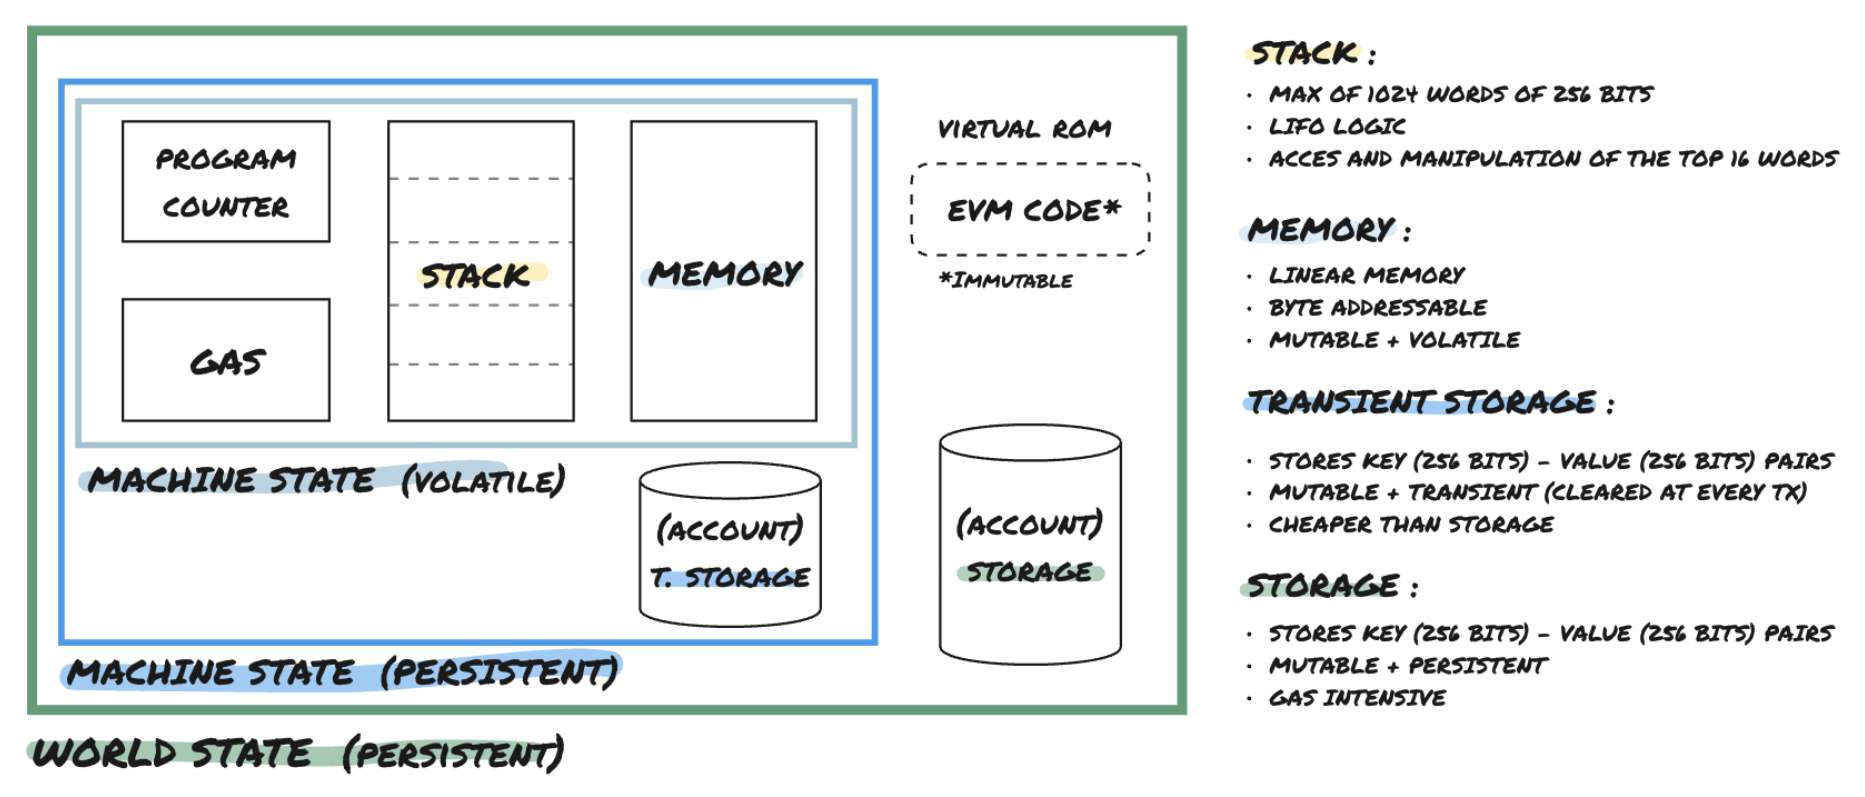 PROGRAM
COUNTER
GAS
STACK
MEMORY
MACHINE STATE (VOLATILE)
(ACCOUNT)
T. STORAGE
MACHINE STATE (PERSISTENT)
VIRTUAL ROM
EVM CODE*
*IMMUTABLE
(ACCOUNT)
STORAGE
WORLD STATE (PERSISTENT)
STACK :
· MAX OF 1024 WORDS OF 256 BITS
· LIFO LOGIC
· ACCES AND MANIPULATION OF THE TOP 16 WORDS
MEMORY :
· LINEAR MEMORY
· BYTE ADDRESSABLE
· MUTABLE + VOLATILE
TRANSIENT STORAGE :
· STORES KEY (256 BITS) - VALUE (256 BITS) PAIRS
· MUTABLE + TRANSIENT (CLEARED AT EVERY TX)
· CHEAPER THAN STORAGE
STORAGE :
· STORES KEY (256 BITS) - VALUE (256 BITS) PAIRS
· MUTABLE + PERSISTENT
· GAS INTENSIVE